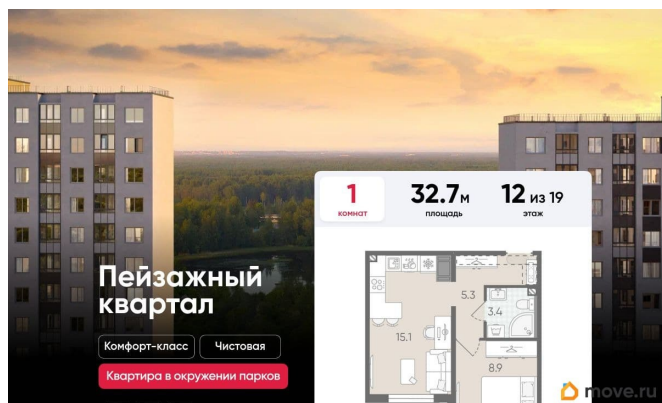 1
комнат
32.7 м
площадь
12 из 19
этаж
Пейзажный
квартал
Комфорт-класс
Чистовая
Квартира в окружении парков
5.3
3.4
15.1
8.9
move.ru